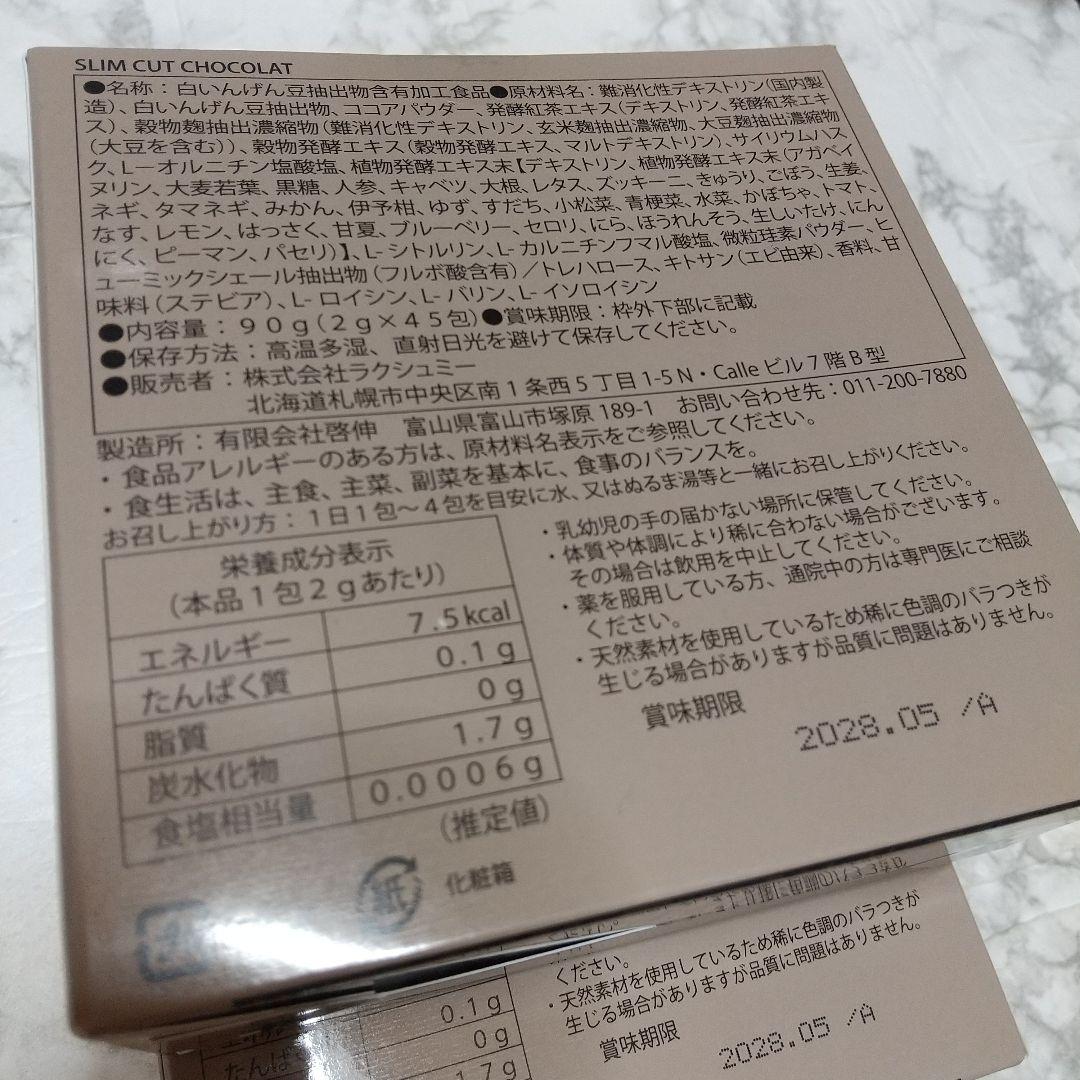 SLIM CUT CHOCOLAT
●名称：白いんげん豆抽出物含有加工食品●原材料名：難消化性デキストリン（国内製
造）、白いんげん豆抽出物、ココアパウダー、発酵紅茶エキス（デキストリン、発酵紅茶エキ
ス）、穀物麹抽出濃縮物（難消化性デキストリン、玄米麹抽出濃縮物、大豆麹抽出濃縮物
（大豆を含む））、穀物発酵エキス（穀物発酵エキス、マルトデキストリン）、サイリウムハス
ク、L－オルニチン塩酸塩、植物発酵エキス末【デキストリン、植物発酵エキス末（アガベイ
ヌリン、大麦若葉、黒糖、人参、キャベツ、大根、レタス、ズッキーニ、きゅうり、ごぼう、生姜、
ネギ、タマネギ、みかん、伊予柑、ゆず、すだち、小松菜、青梗菜、水菜、かぼちゃ、トマト、
なす、レモン、はっさく、甘夏、ブルーベリー、セロリ、にら、ほうれんそう、生しいたけ、にん
にく、ピーマン、パセリ）】、L-シトルリン、L-カルニチンフマル酸塩、微粒珪素パウダー、ヒ
ューミックシェール抽出物（フルボ酸含有）／トレハロース、キトサン（エビ由来）、香料、甘
味料（ステビア）、L- ロイシン、L- バリン、L- イソロイシン
●内容量：９０ｇ（２ｇ×４５包）●賞味期限：枠外下部に記載
●保存方法：高温多湿、直射日光を避けて保存してください。
●販売者：株式会社ラクシュミー
北海道札幌市中央区南１条西５丁目1-5 N・Calle ビル７階Ｂ型
製造所：有限会社啓伸　富山県富山市塚原 189-1　お問い合わせ先：011-200-7880
・食品アレルギーのある方は、原材料名表示をご参照してください。
・食生活は、主食、主菜、副菜を基本に、食事のバランスを。
お召し上がり方：１日１包～４包を目安に水、又はぬるま湯等と一緒にお召し上がりください。
栄養成分表示
（本品１包２ｇあたり）
エネルギー 7.5kcal
たんぱく質 0.1g
脂質 0g
炭水化物 1.7g
食塩相当量 0.0006g
（推定値）
・乳幼児の手の届かない場所に保管してください。
・体質や体調により稀に合わない場合がございます。
その場合は飲用を中止してください。
・薬を服用している方、通院中の方は専門医にご相談
ください。
・天然素材を使用しているため稀に色調のバラつきが
生じる場合がありますが品質に問題はありません。
賞味期限
2028.05 /A
紙 化粧箱
ください。
・天然素材を使用しているため稀に色調のバラつきが
生じる場合がありますが品質に問題はありません。
賞味期限
2028.05 /A
0.1g
たんぱ 0g
1.7g